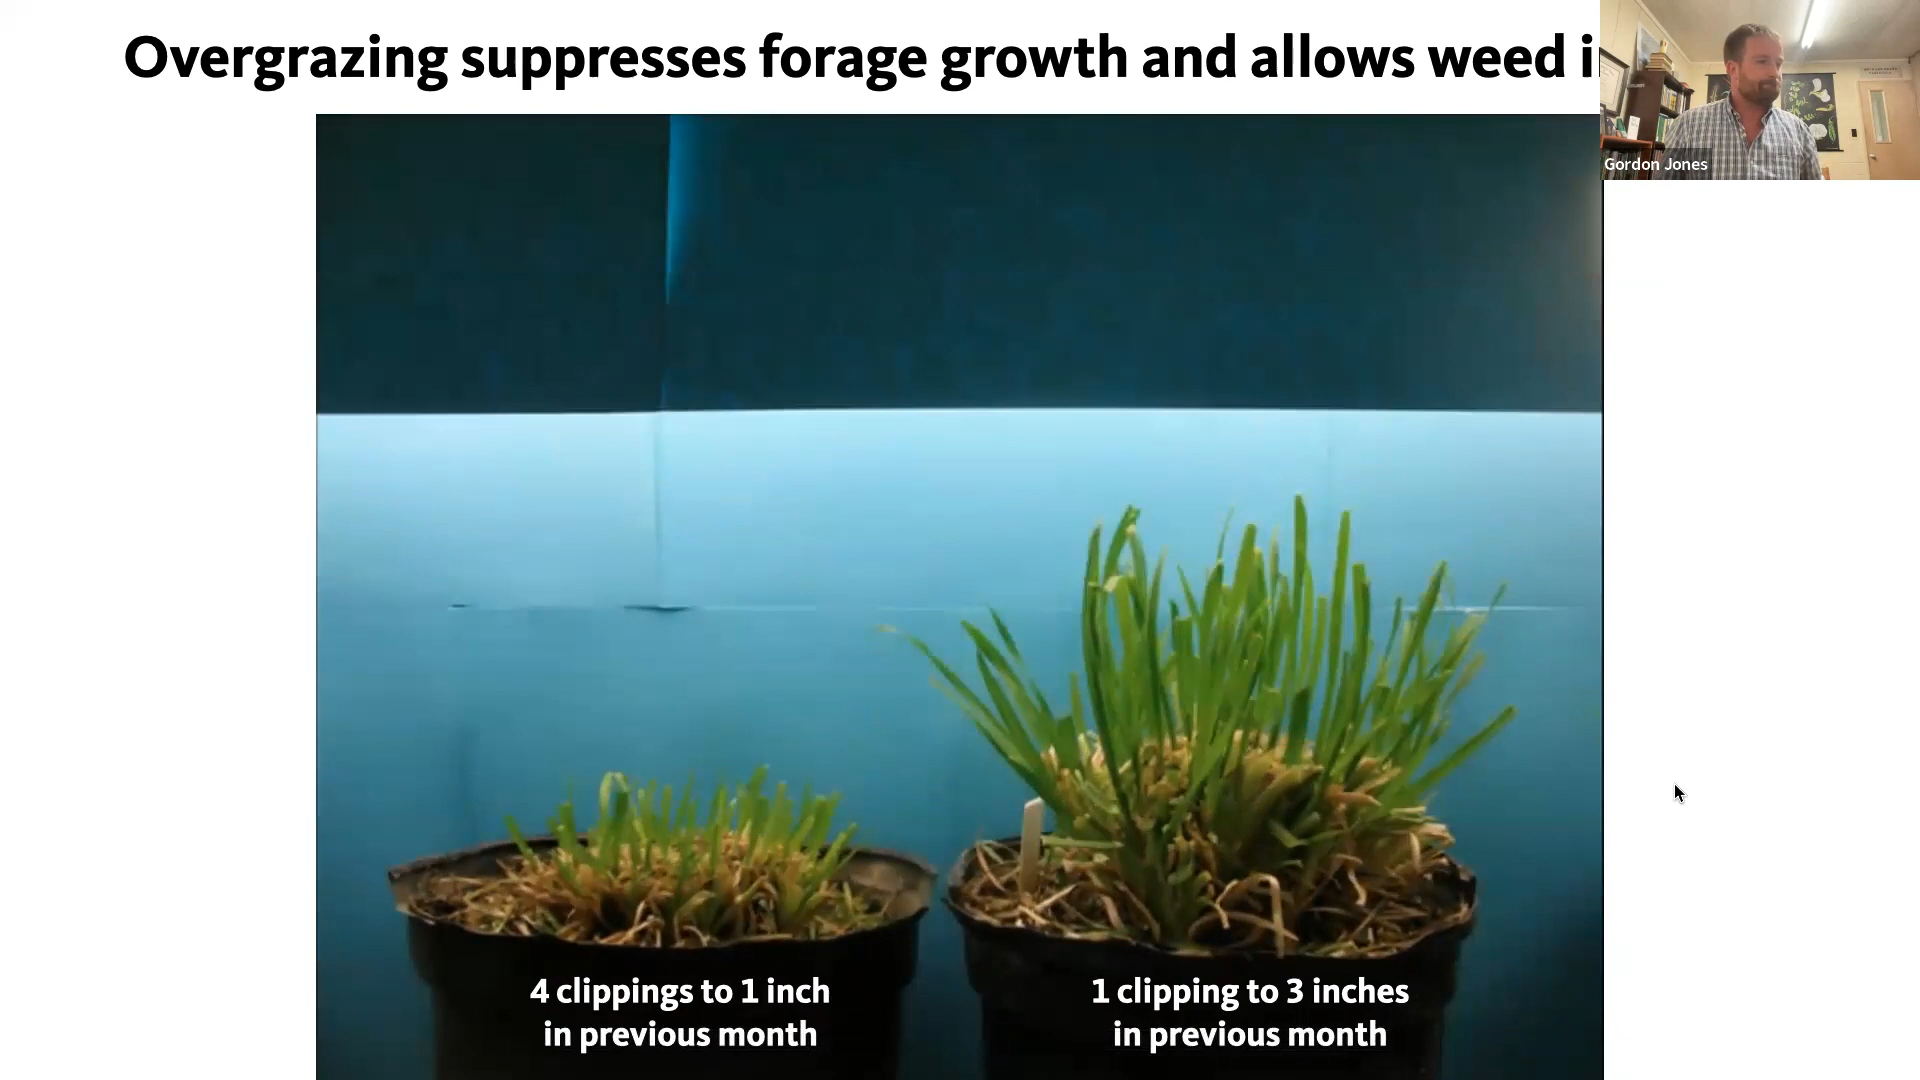 Overgrazing suppresses forage growth and allows weed
Gordon Jones
4 clippings to 1 inch
in previous month
1 clipping to 3 inches
in previous month